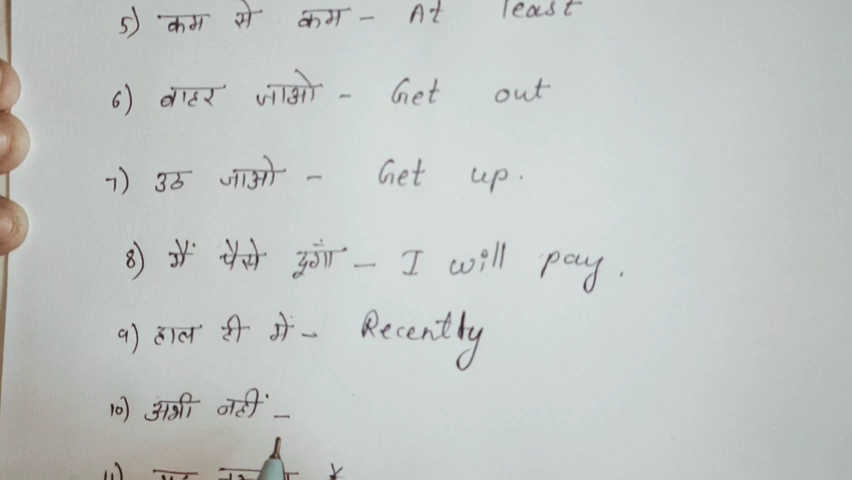 5) कम से कम - At least
6) बाहर जाओ - Get out
7) उठ जाओ - Get up.
8) मैं पैसे दूगाँ - I will pay.
9) हाल ही में - Recently
10) अभी नहीं -
11)